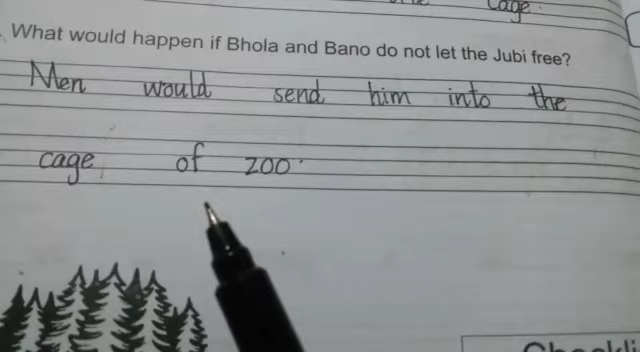 cage.
What would happen if Bhola and Bano do not let the Jubi free?
Men would send him into the
cage of zoo.